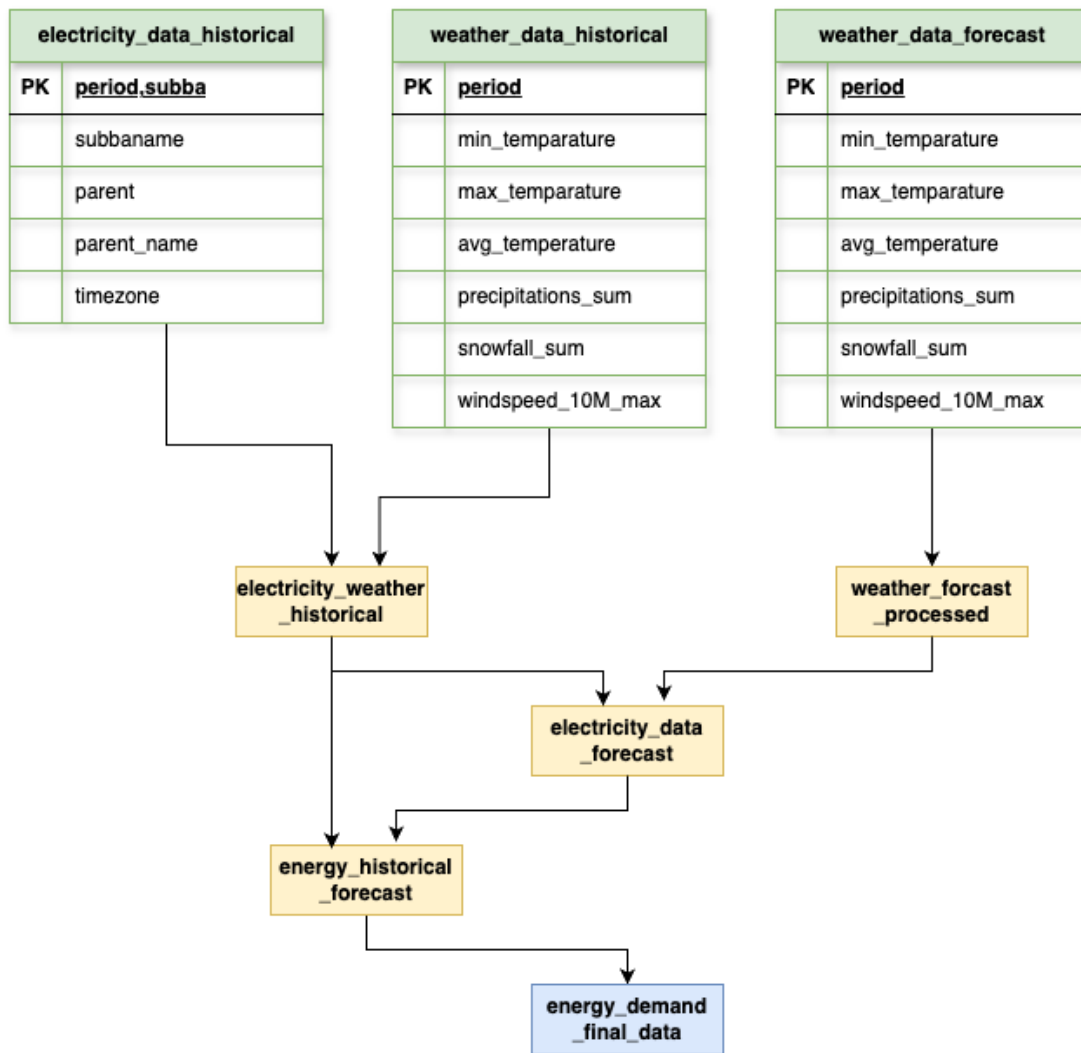 electricity_data_historical
PK period,subba
subbaname
parent
parent_name
timezone
weather_data_historical
PK period
min_temparature
max_temparature
avg_temperature
precipitations_sum
snowfall_sum
windspeed_10M_max
weather_data_forecast
PK period
min_temparature
max_temparature
avg_temperature
precipitations_sum
snowfall_sum
windspeed_10M_max
electricity_weather
_historical
weather_forcast
_processed
electricity_data
_forecast
energy_historical
_forecast
energy_demand
_final_data